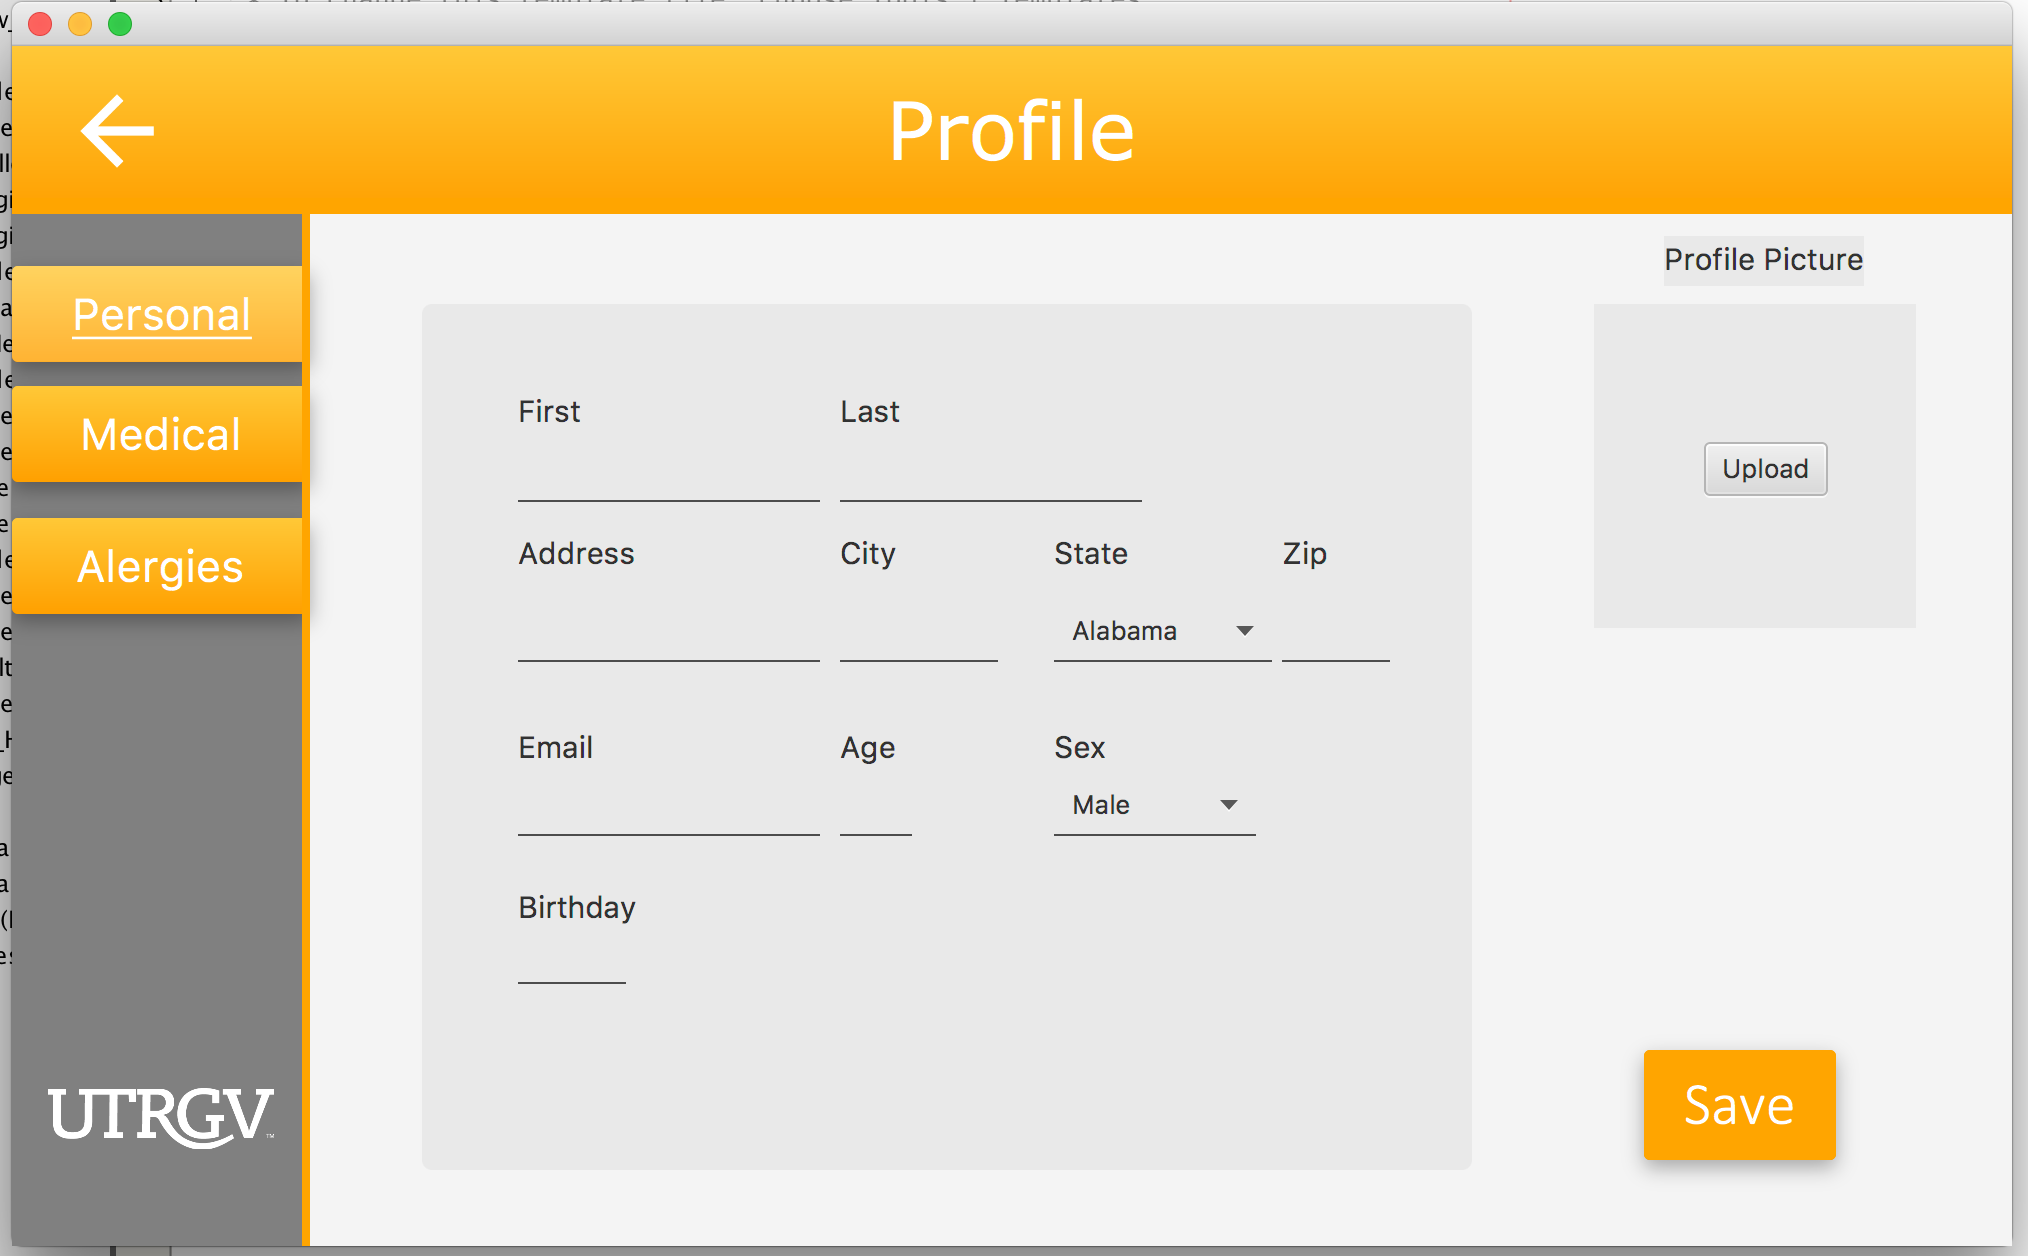 Profile
Personal
Medical
Alergies
UTRGV™
Profile Picture
Upload
First Last
Address City State Zip
Alabama
Email Age Sex
Male
Birthday
Save